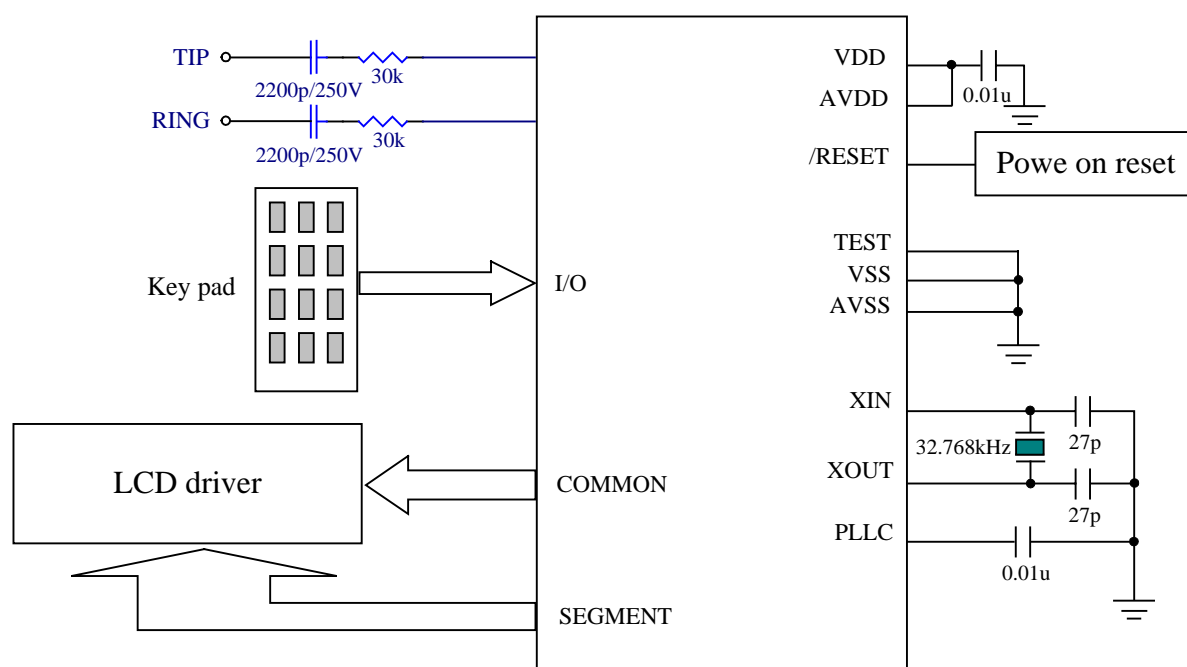 TIP
2200p/250V
30k
RING
2200p/250V
30k
Key pad
I/O
LCD driver
COMMON
SEGMENT
VDD
AVDD
0.01u
/RESET
Powe on reset
TEST
VSS
AVSS
XIN
32.768kHz
27p
XOUT
27p
PLLC
0.01u